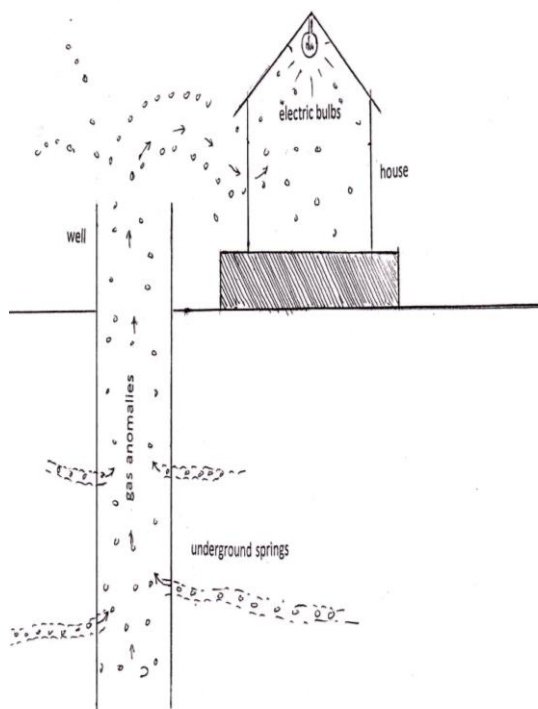 electric bulbs
house
well
gas anomalies
underground springs